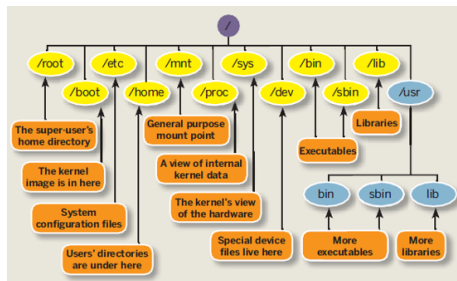 /
/root
/etc
/mnt
/sys
/bin
/lib
/boot
/home
/proc
/dev
/sbin
/usr
The super-user's
home directory
General purpose
mount point
Libraries
Executables
The kernel
image is in here
A view of internal
kernel data
System
configuration files
The kernel's view
of the hardware
bin
sbin
lib
Users' directories
are under here
Special device
files live here
More
executables
More
libraries